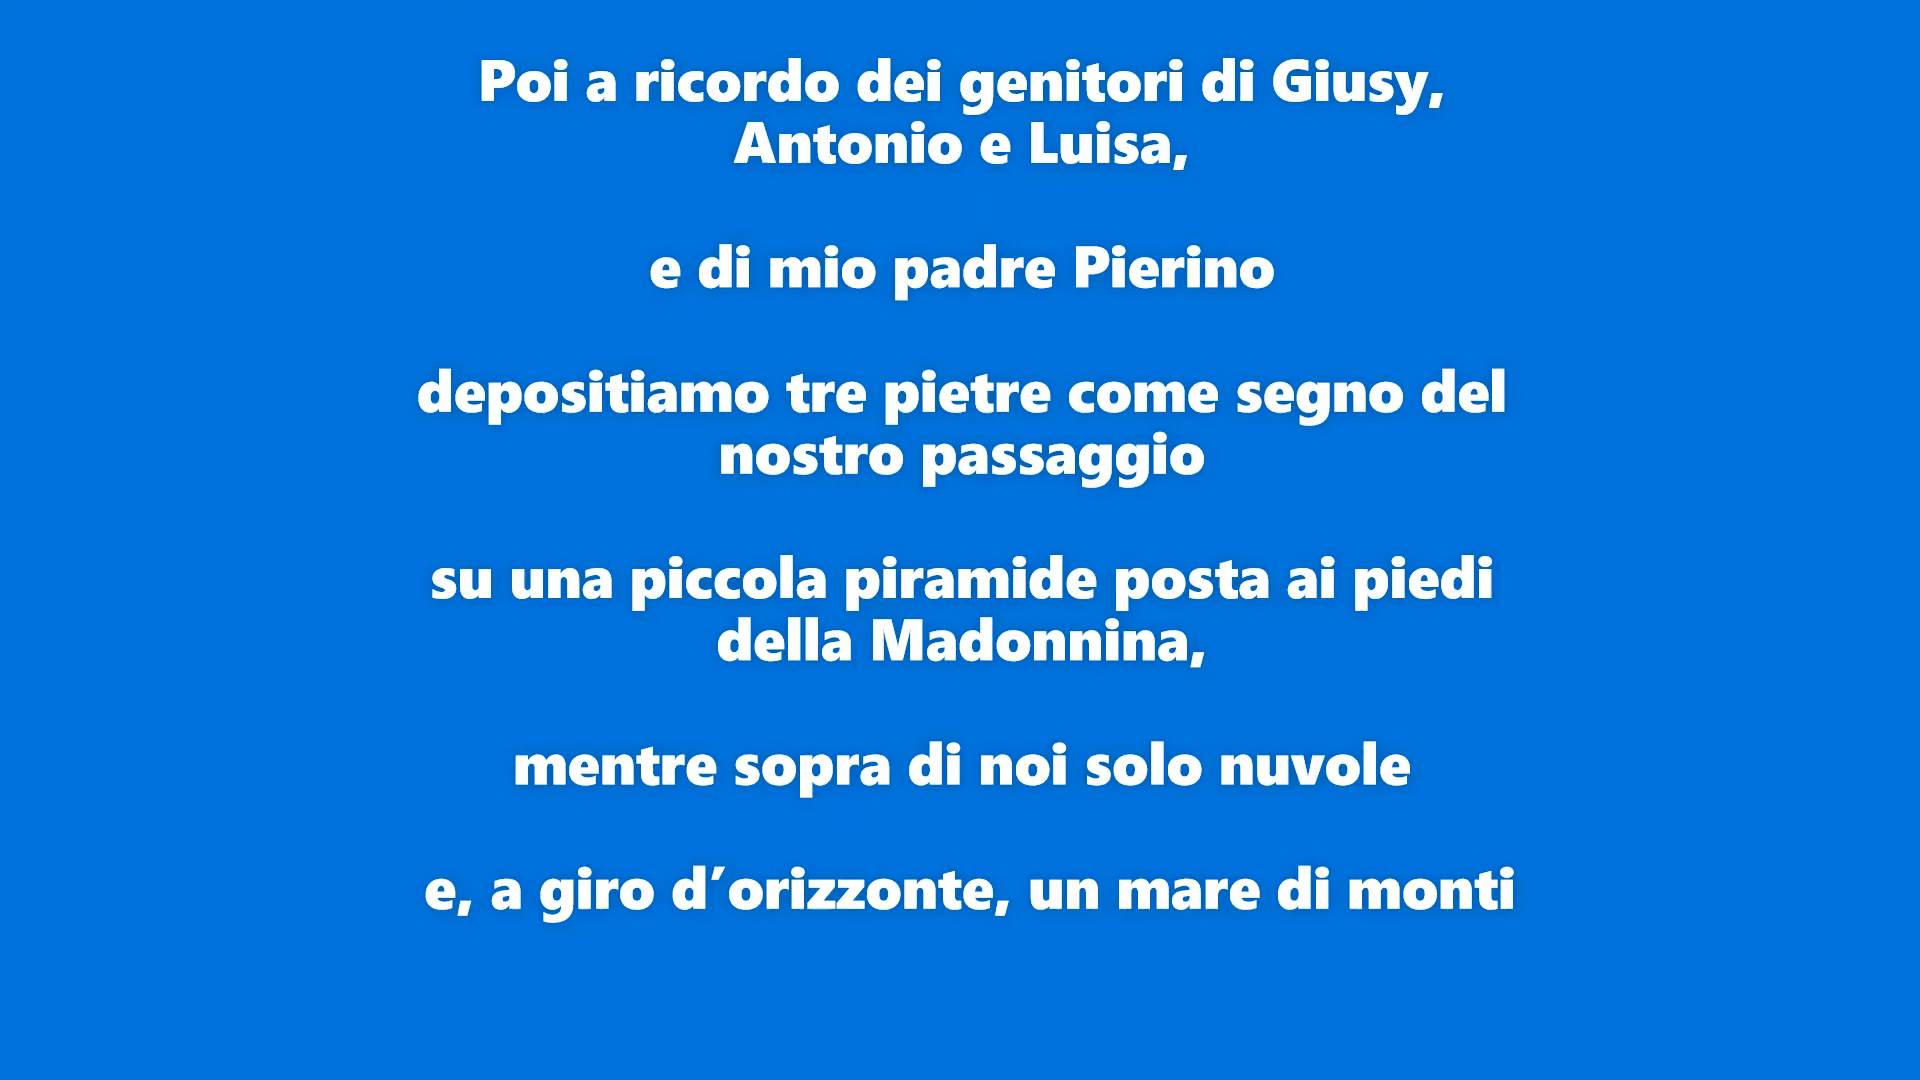 Poi a ricordo dei genitori di Giusy,
Antonio e Luisa,
e di mio padre Pierino
depositiamo tre pietre come segno del
nostro passaggio
su una piccola piramide posta ai piedi
della Madonnina,
mentre sopra di noi solo nuvole
e, a giro d’orizzonte, un mare di monti